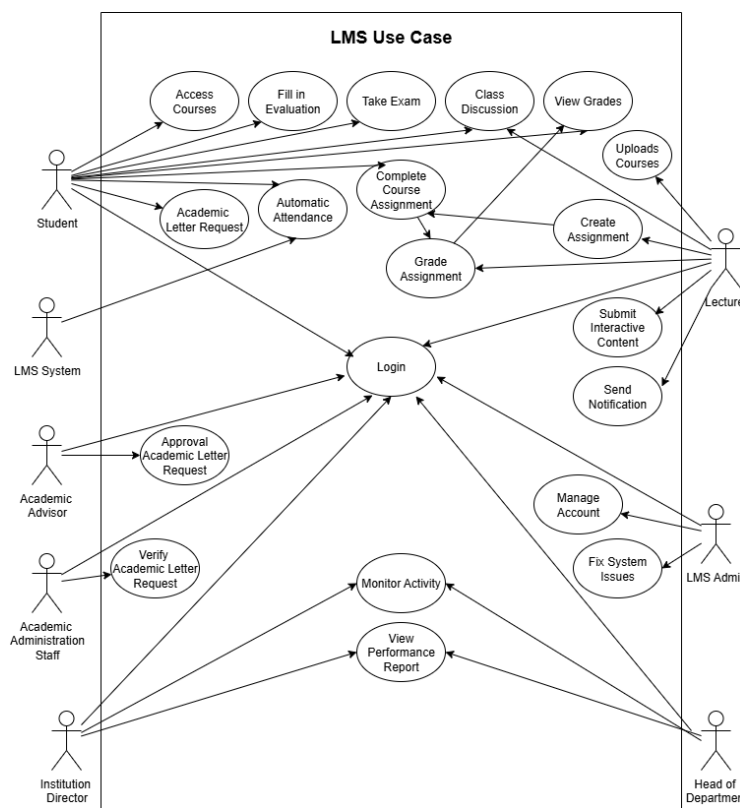 LMS Use Case
Access
Courses
Fill in
Evaluation
Take Exam
Class
Discussion
View Grades
Uploads
Courses
Student
Complete
Course
Assignment
Academic
Letter Request
Automatic
Attendance
Create
Assignment
Grade
Assignment
Lecture
LMS System
Submit
Interactive
Content
Login
Send
Notification
Approval
Academic Letter
Request
Academic
Advisor
Manage
Account
Verify
Academic Letter
Request
Fix System
Issues
LMS Admi
Academic
Administration
Staff
Monitor Activity
View
Performance
Report
Institution
Director
Head of
Departme